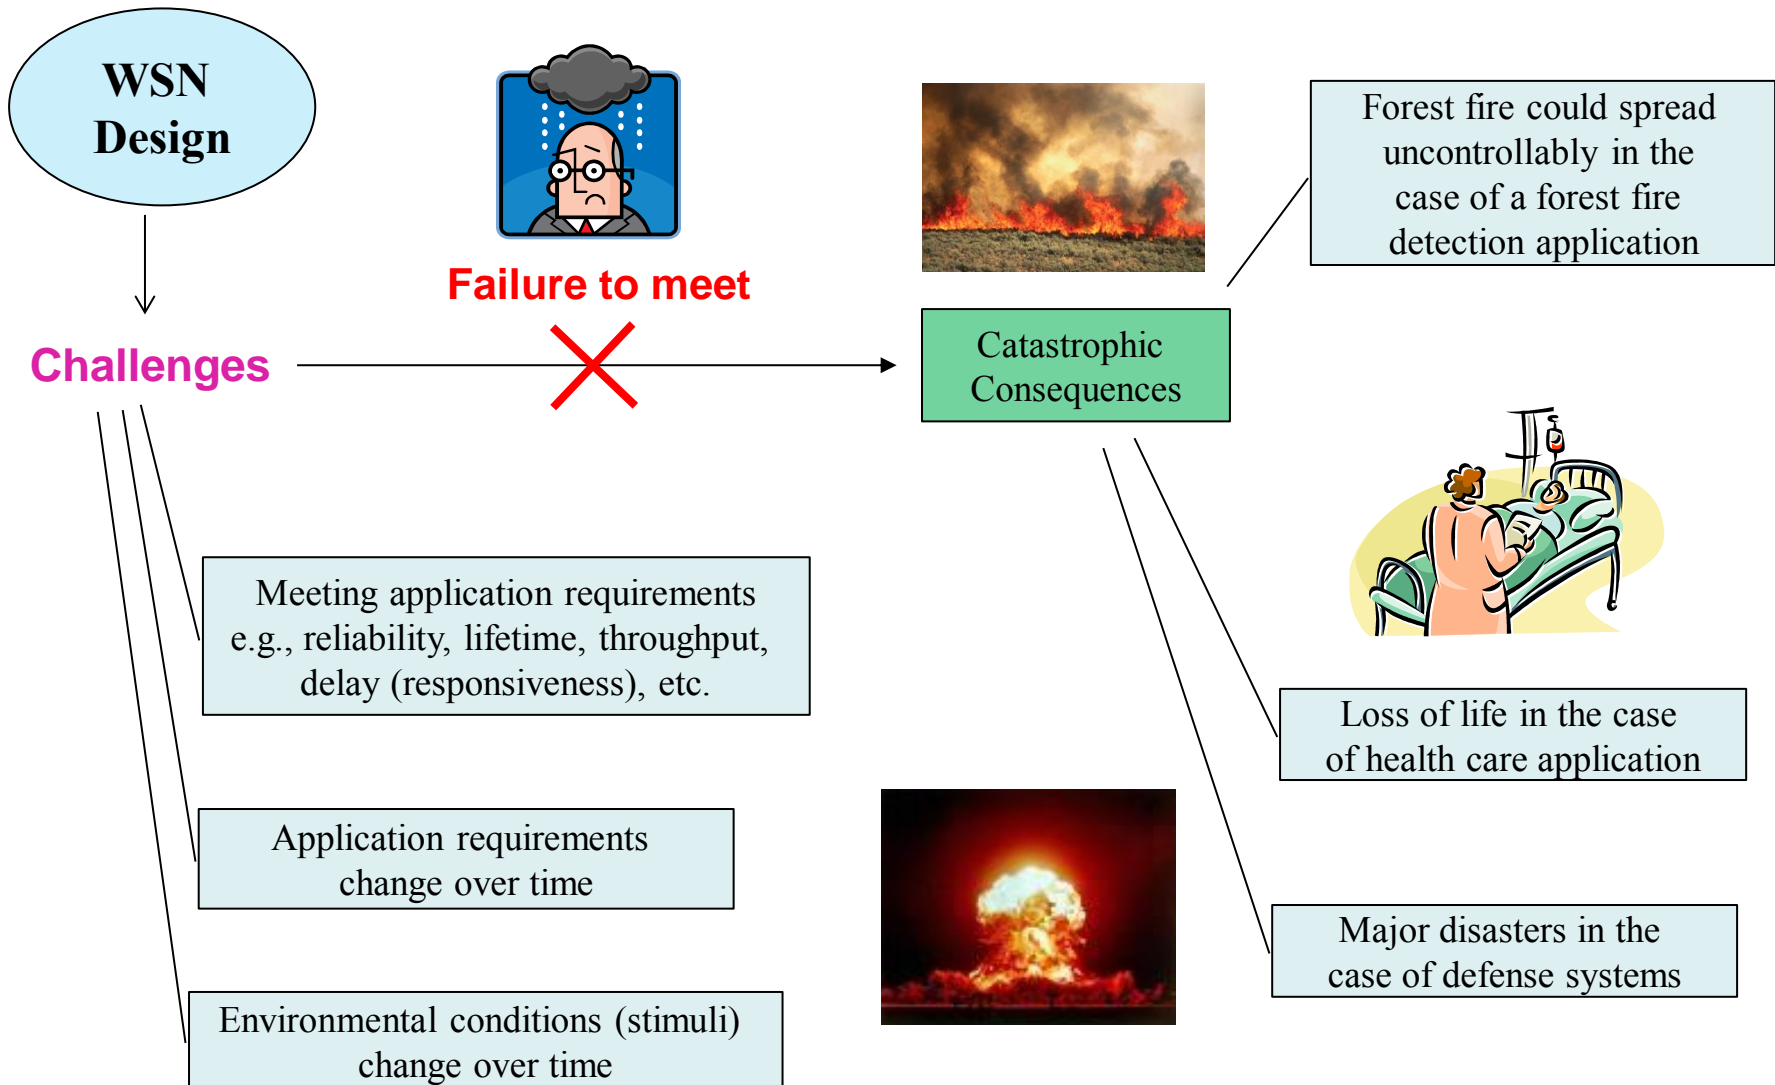 WSN
Design
Failure to meet
Challenges
Catastrophic
Consequences
Forest fire could spread
uncontrollably in the
case of a forest fire
detection application
Meeting application requirements
e.g., reliability, lifetime, throughput,
delay (responsiveness), etc.
Loss of life in the case
of health care application
Application requirements
change over time
Major disasters in the
case of defense systems
Environmental conditions (stimuli)
change over time